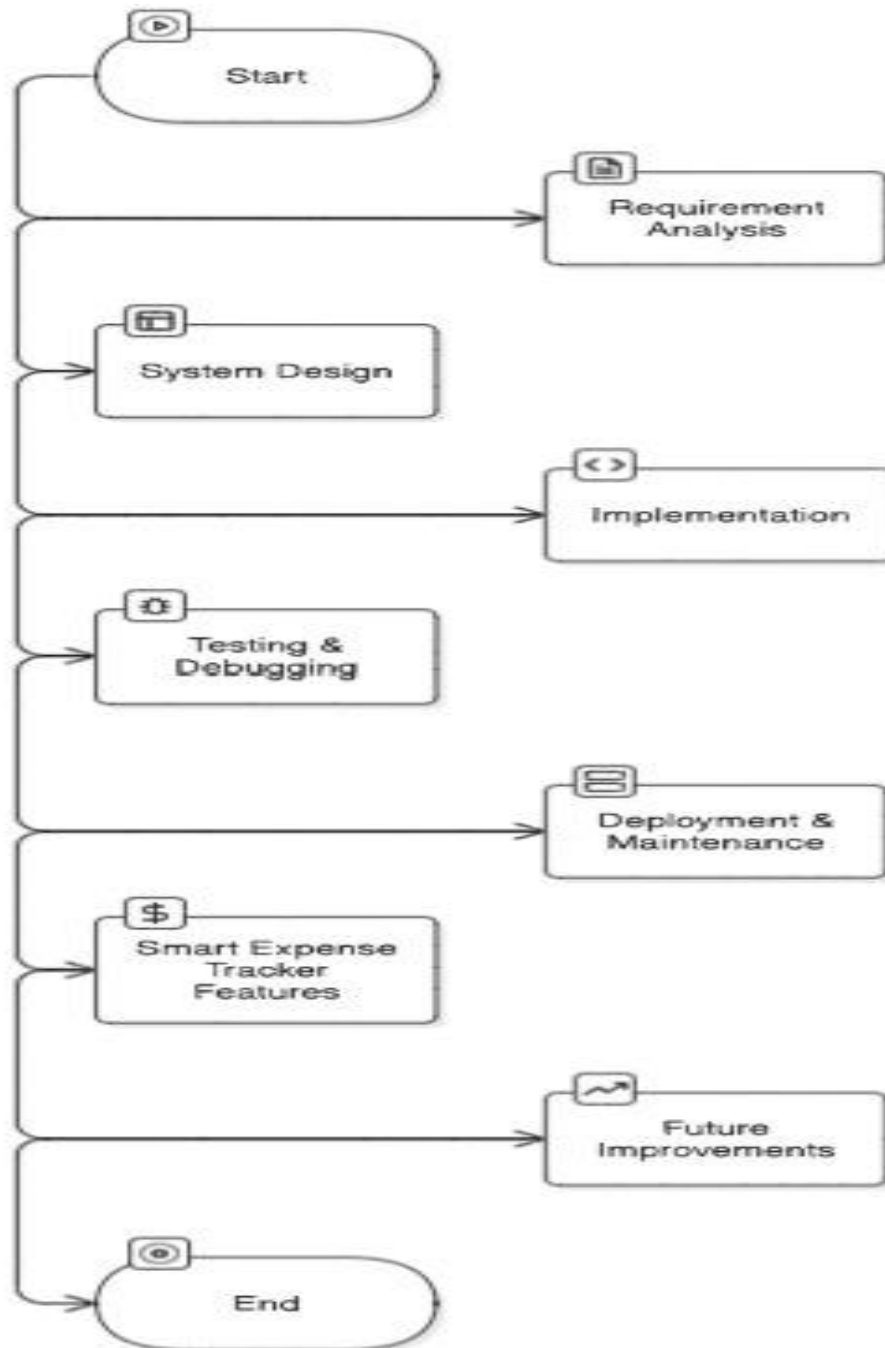 Start
Requirement
Analysis
System Design
Implementation
Testing &
Debugging
Deployment &
Maintenance
Smart Expense
Tracker
Features
Future
Improvements
End